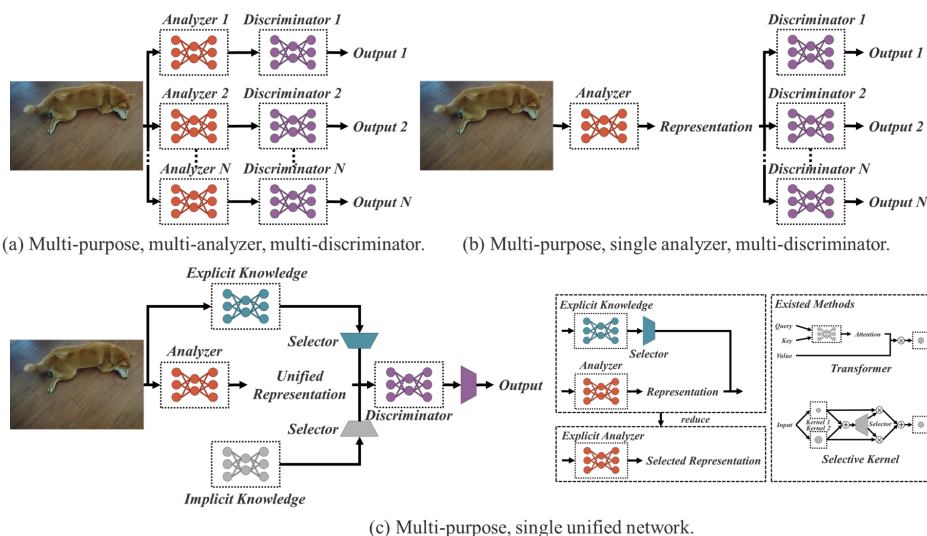 Analyzer 1 Discriminator 1
Output 1
Analyzer 2 Discriminator 2
Output 2
Analyzer N Discriminator N
Output N
(a) Multi-purpose, multi-analyzer, multi-discriminator.
Analyzer
Representation
Discriminator 1
Output 1
Discriminator 2
Output 2
Discriminator N
Output N
(b) Multi-purpose, single analyzer, multi-discriminator.
Explicit Knowledge
Selector
Analyzer
Unified
Representation
Discriminator
Output
Selector
Implicit Knowledge
Explicit Knowledge
Selector
Analyzer
Representation
reduce
Explicit Analyzer
Selected Representation
Existed Methods
Query
Key
Attention
Value
Transformer
Input
Kernel 1
Kernel 2
Selector
Selective Kernel
(c) Multi-purpose, single unified network.